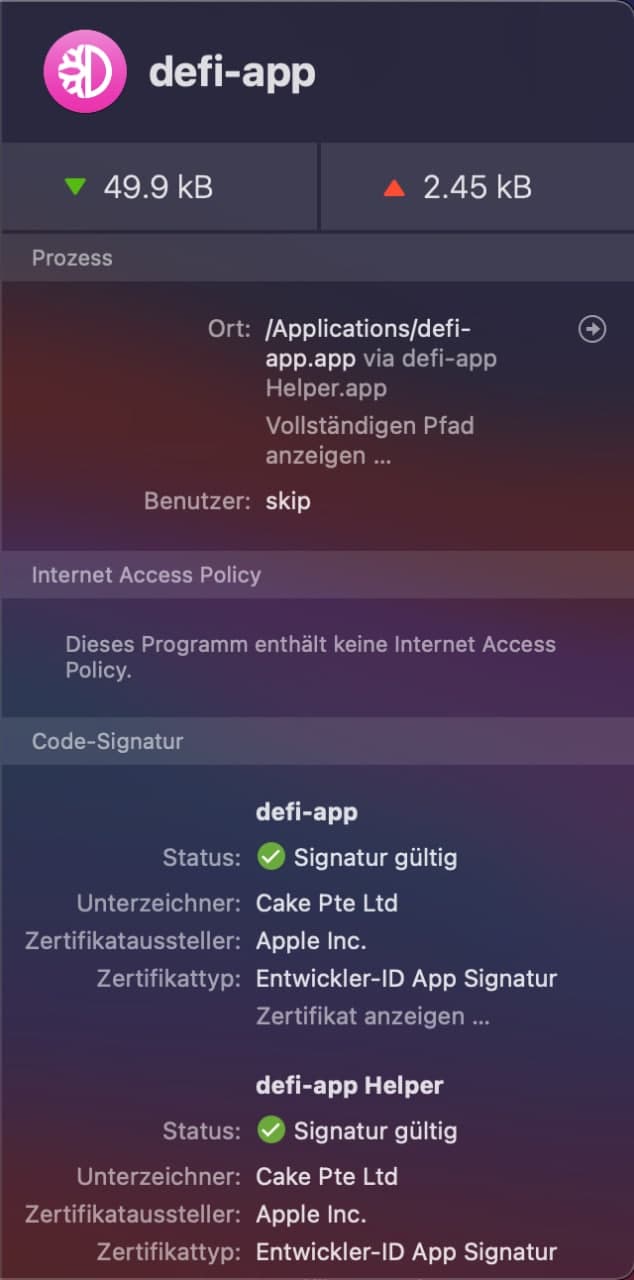 defi-app
49.9 kB
2.45 kB
Prozess
Ort: /Applications/defi-
app.app via defi-app
Helper.app
Vollständigen Pfad
anzeigen ...
Benutzer: skip
Internet Access Policy
Dieses Programm enthält keine Internet Access
Policy.
Code-Signatur
defi-app
Status: Signatur gültig
Unterzeichner: Cake Pte Ltd
Zertifikataussteller: Apple Inc.
Zertifikattyp: Entwickler-ID App Signatur
Zertifikat anzeigen ...
defi-app Helper
Status: Signatur gültig
Unterzeichner: Cake Pte Ltd
Zertifikataussteller: Apple Inc.
Zertifikattyp: Entwickler-ID App Signatur